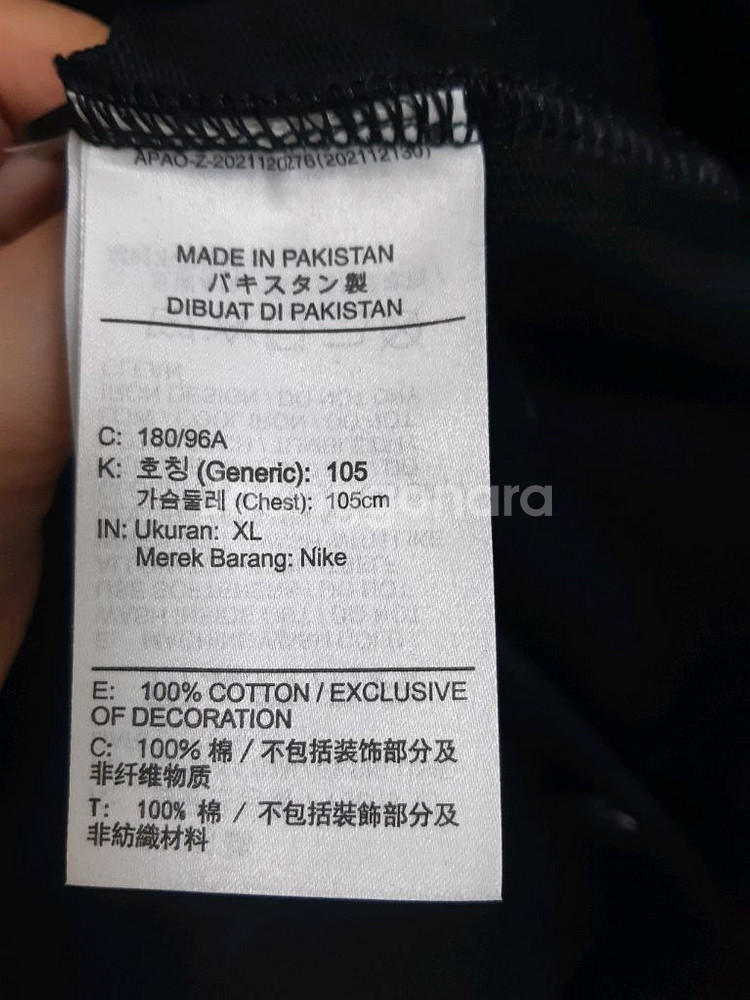 APAO-Z-2021120276(202112130)
MADE IN PAKISTAN
パキスタン製
DIBUAT DI PAKISTAN
C: 180/96A
K: 호칭 (Generic): 105
가슴둘레 (Chest): 105cm
IN: Ukuran: XL
Merek Barang: Nike
E: 100% COTTON / EXCLUSIVE
OF DECORATION
C: 100% 棉 / 不包括装饰部分及
非纤维物质
T: 100% 棉 / 不包括裝飾部分及
非紡織材料